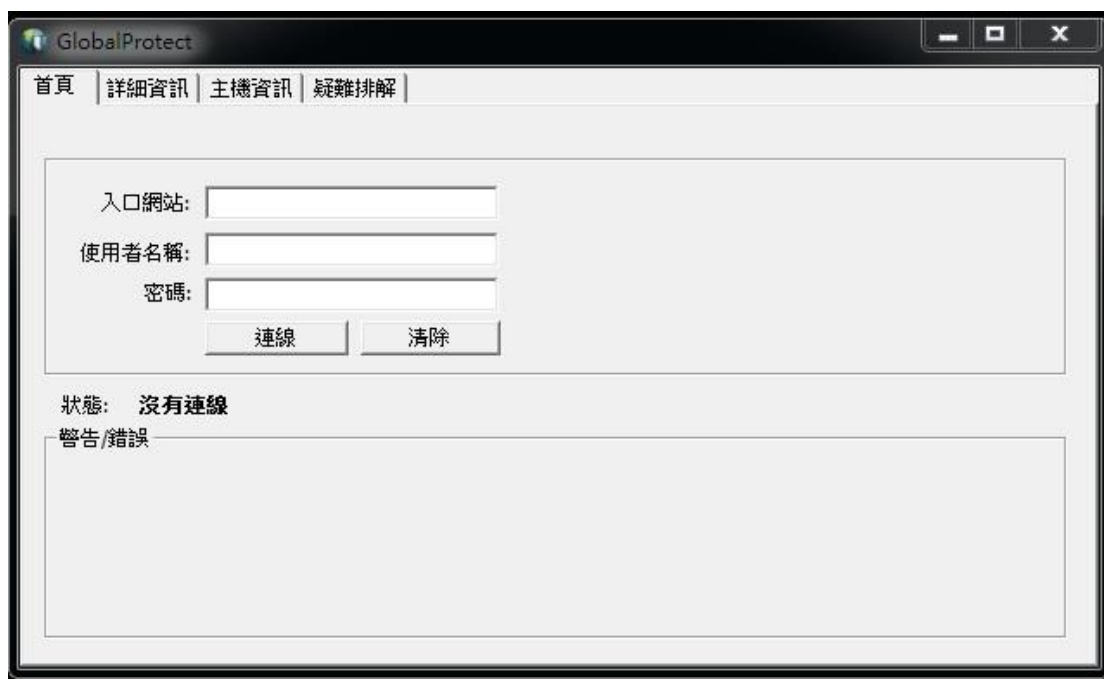 GlobalProtect
首頁 詳細資訊 主機資訊 疑難排解
入口網站:
使用者名稱:
密碼:
連線 清除
狀態: 沒有連線
警告/錯誤